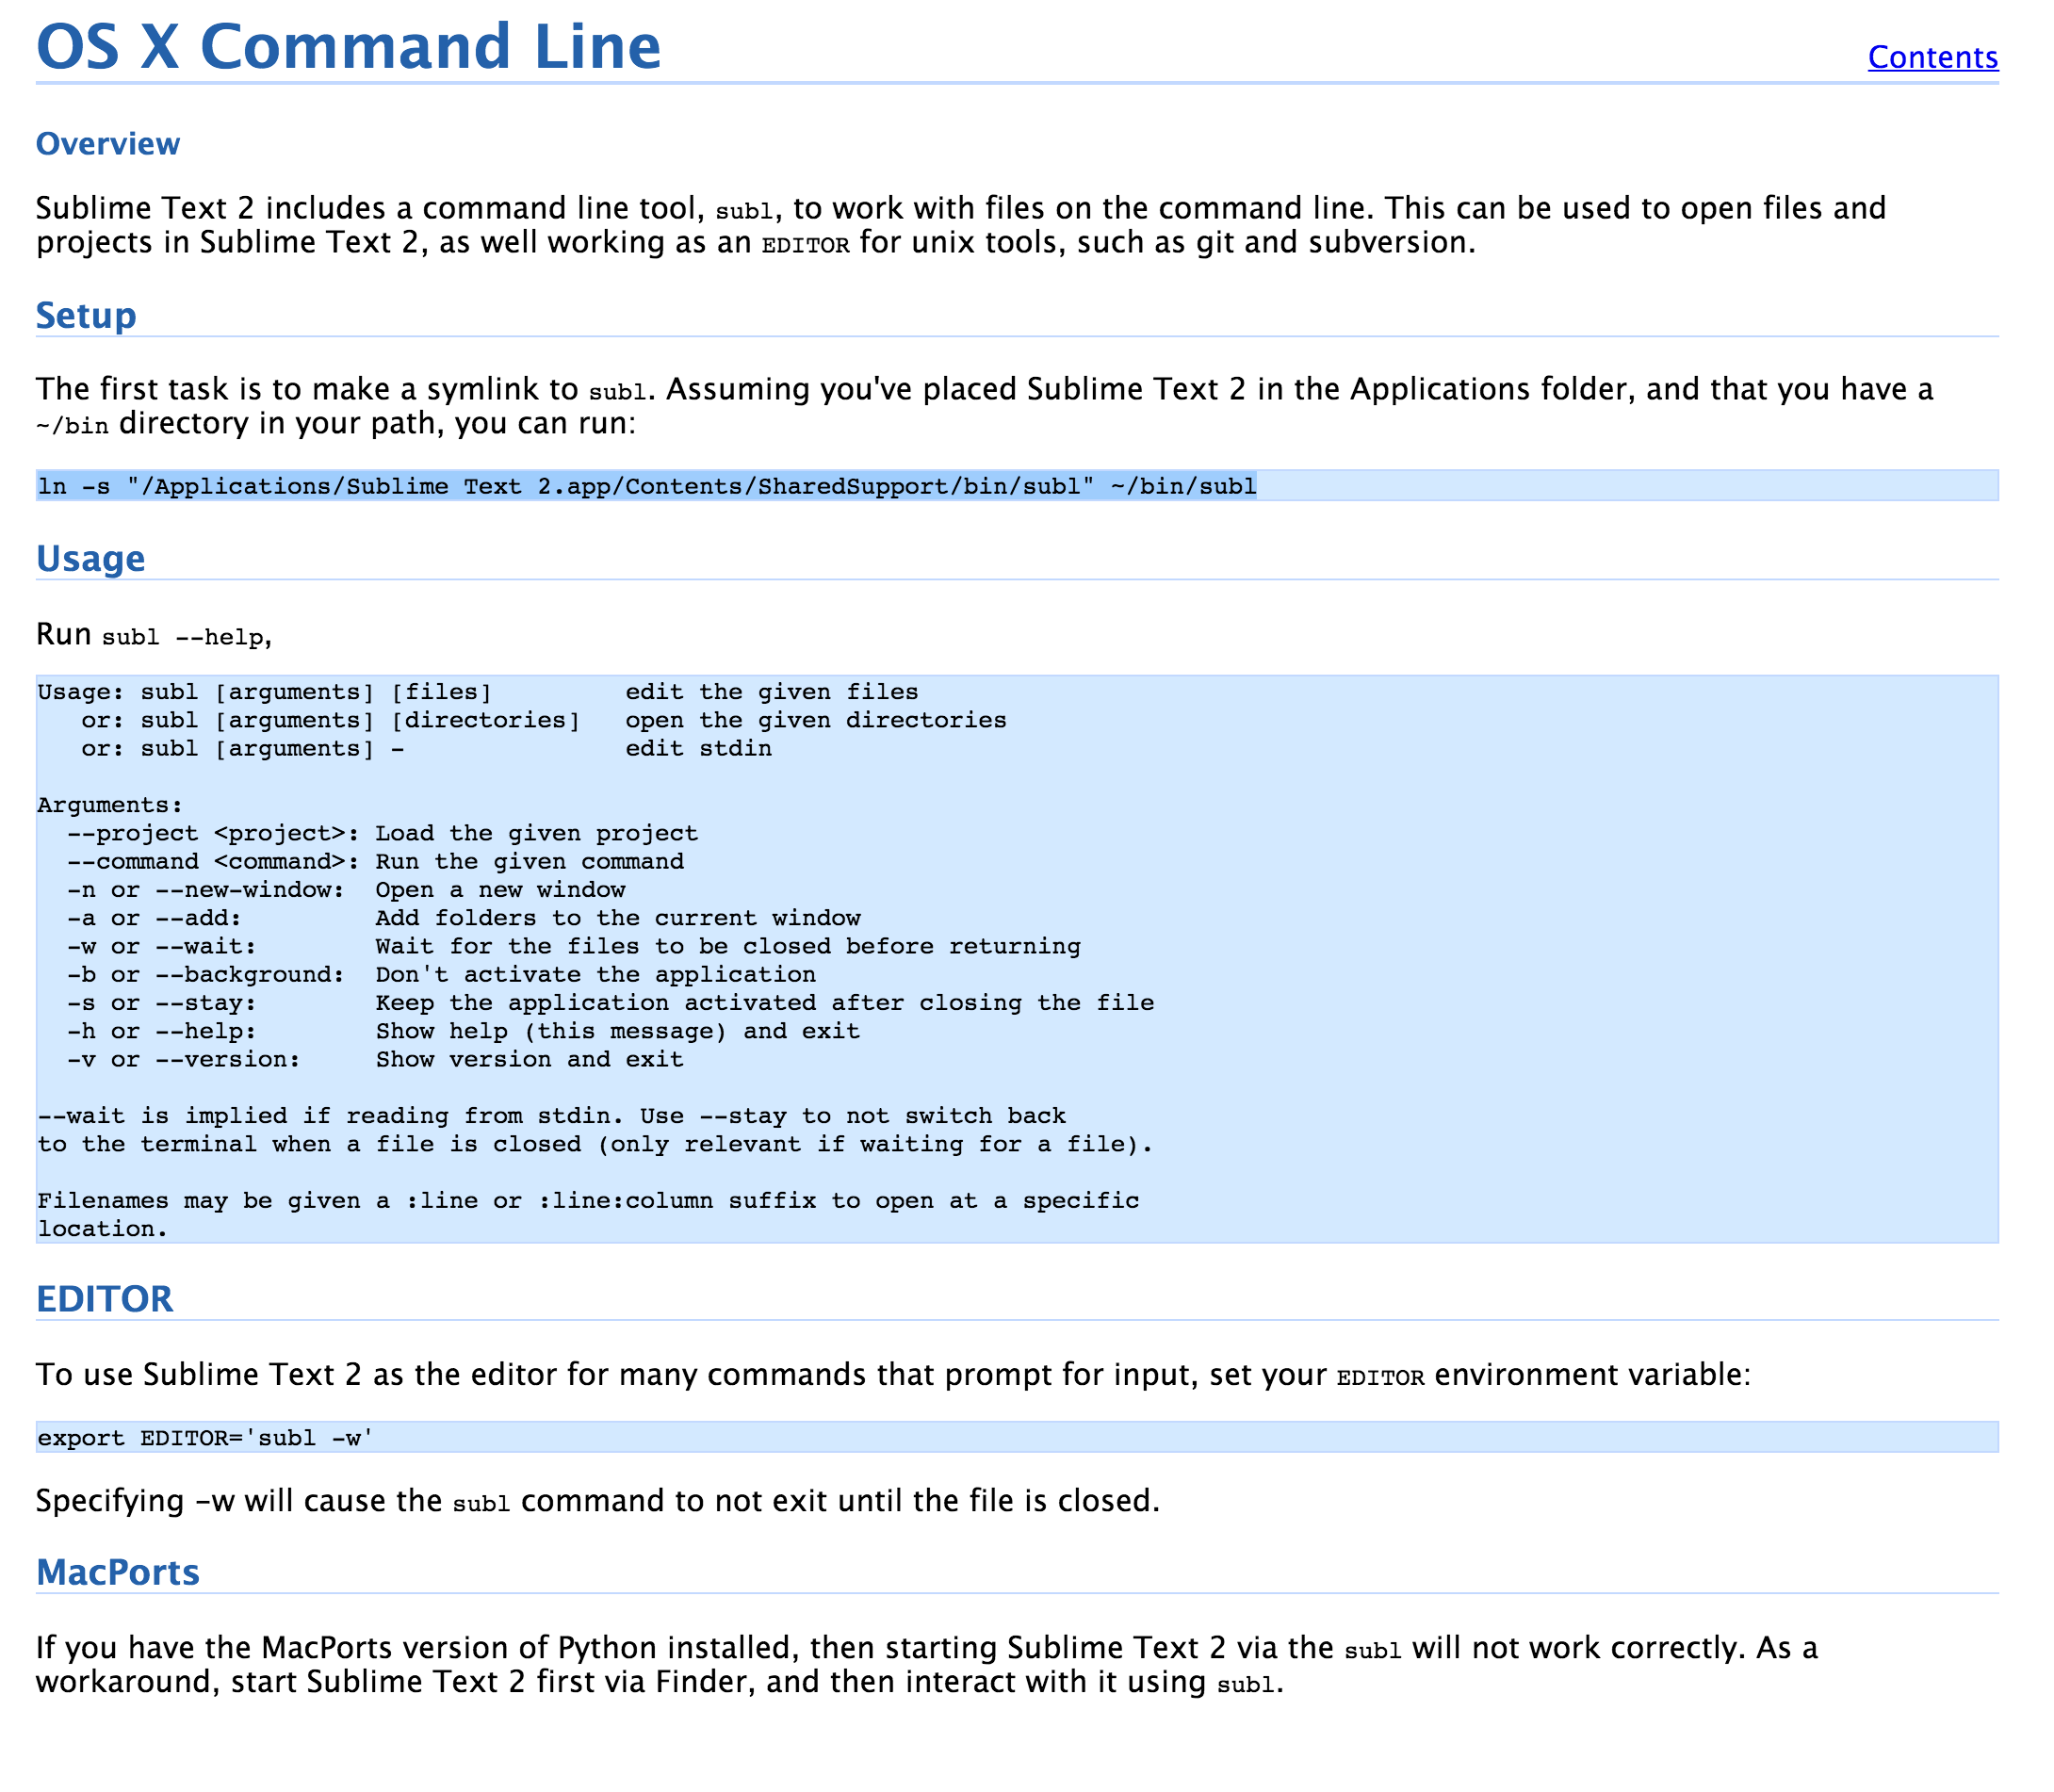 OS X Command Line
Contents
Overview
Sublime Text 2 includes a command line tool, subl, to work with files on the command line. This can be used to open files and
projects in Sublime Text 2, as well working as an EDITOR for unix tools, such as git and subversion.
Setup
The first task is to make a symlink to subl. Assuming you've placed Sublime Text 2 in the Applications folder, and that you have a
~/bin directory in your path, you can run:
ln -s "/Applications/Sublime Text 2.app/Contents/SharedSupport/bin/subl" ~/bin/subl
Usage
Run subl --help,
Usage: subl [arguments] [files]         edit the given files
   or: subl [arguments] [directories]   open the given directories
   or: subl [arguments] -               edit stdin
Arguments:
  --project <project>: Load the given project
  --command <command>: Run the given command
  -n or --new-window:  Open a new window
  -a or --add:         Add folders to the current window
  -w or --wait:        Wait for the files to be closed before returning
  -b or --background:  Don't activate the application
  -s or --stay:        Keep the application activated after closing the file
  -h or --help:        Show help (this message) and exit
  -v or --version:     Show version and exit
--wait is implied if reading from stdin. Use --stay to not switch back
to the terminal when a file is closed (only relevant if waiting for a file).
Filenames may be given a :line or :line:column suffix to open at a specific
location.
EDITOR
To use Sublime Text 2 as the editor for many commands that prompt for input, set your EDITOR environment variable:
export EDITOR='subl -w'
Specifying -w will cause the subl command to not exit until the file is closed.
MacPorts
If you have the MacPorts version of Python installed, then starting Sublime Text 2 via the subl will not work correctly. As a
workaround, start Sublime Text 2 first via Finder, and then interact with it using subl.